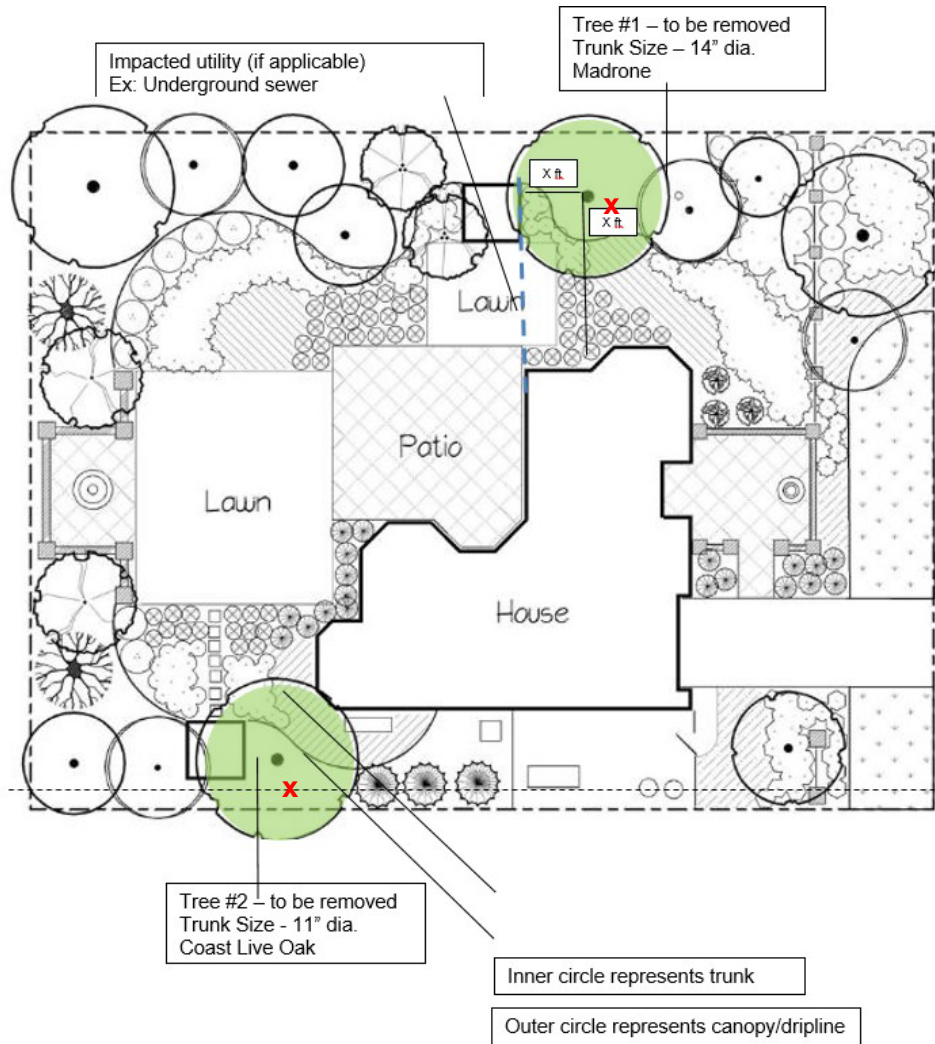 Tree #1 – to be removed
Trunk Size – 14” dia.
Madrone
Impacted utility (if applicable)
Ex: Underground sewer
X ft.
X
X ft.
Lawn
Patio
Lawn
House
X
Tree #2 – to be removed
Trunk Size - 11” dia.
Coast Live Oak
Inner circle represents trunk
Outer circle represents canopy/dripline